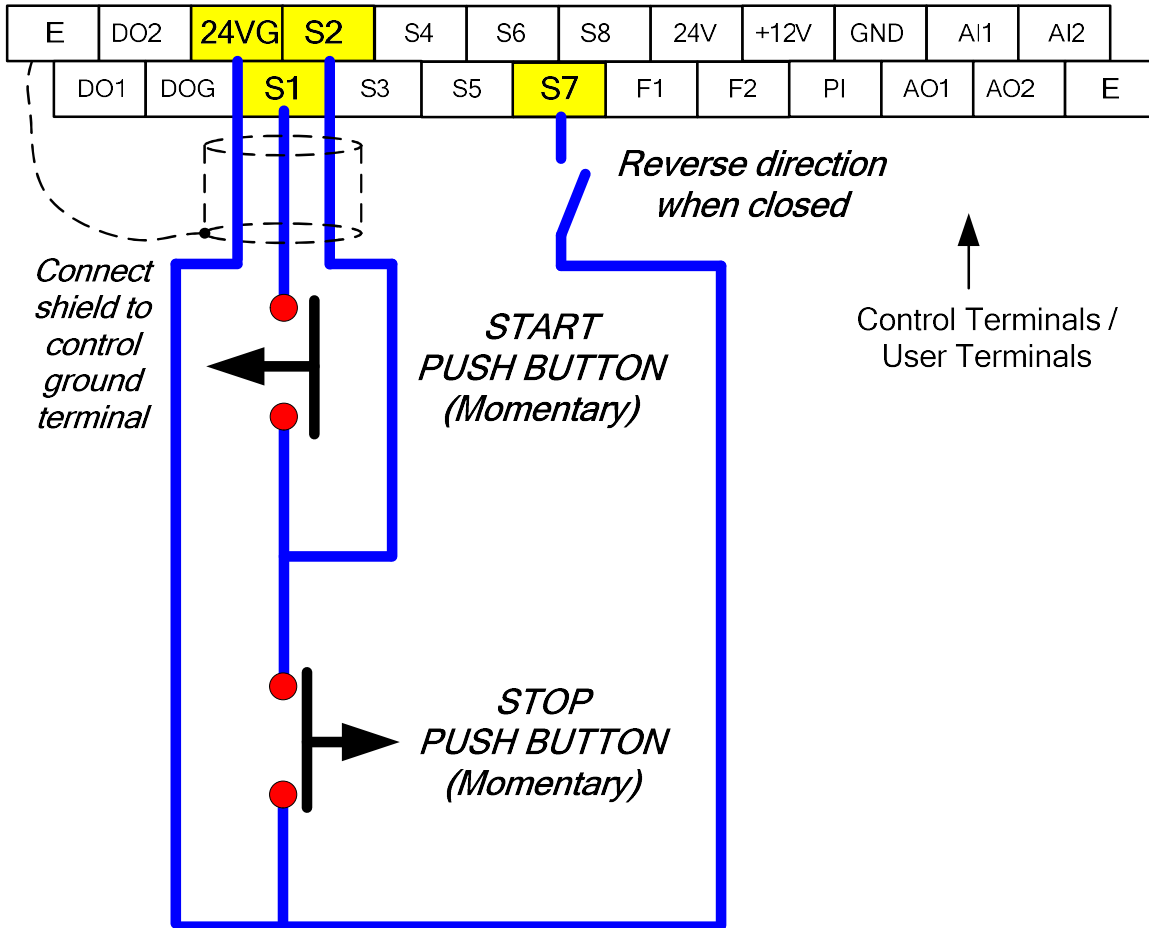 E DO2 24VG S2 S4 S6 S8 24V +12V GND AI1 AI2
DO1 DOG S1 S3 S5 S7 F1 F2 PI AO1 AO2 E
Reverse direction
when closed
Connect
shield to
control
ground
terminal
START
PUSH BUTTON
(Momentary)
Control Terminals /
User Terminals
STOP
PUSH BUTTON
(Momentary)